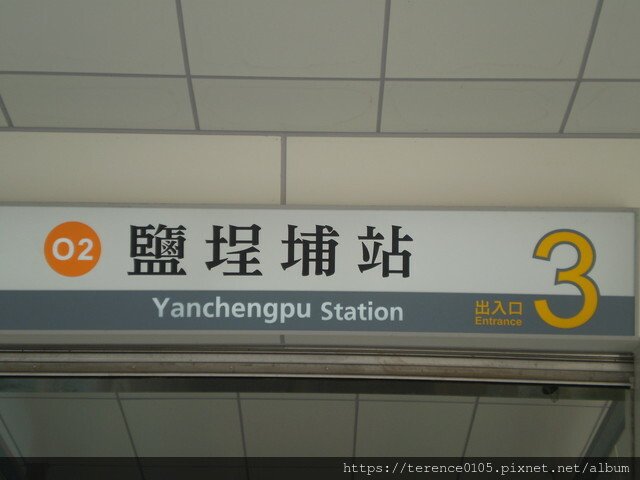 O2 鹽埕埔站
Yanchengpu Station
出入口
Entrance
3
https://terence0105.pixnet.net/album